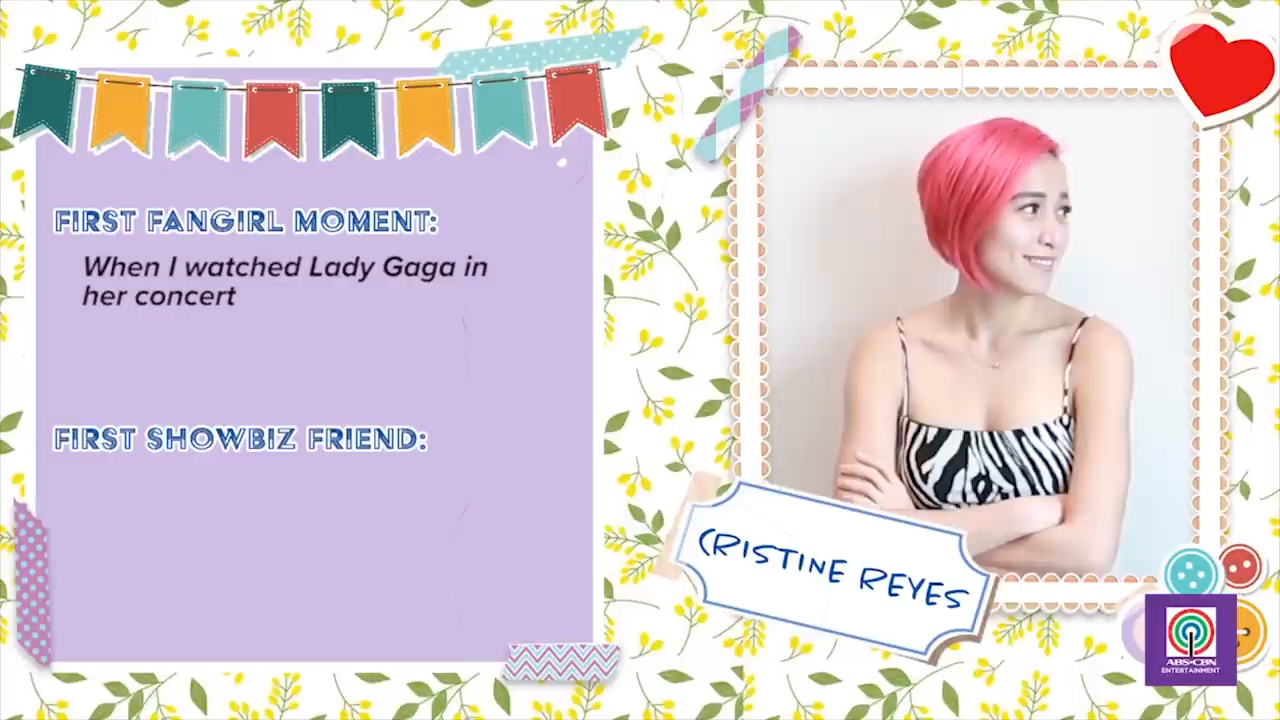 FIRST FANGIRL MOMENT:
When I watched Lady Gaga in
her concert
FIRST SHOWBIZ FRIEND:
CRISTINE REYES
ABS-CBN
ENTERTAINMENT